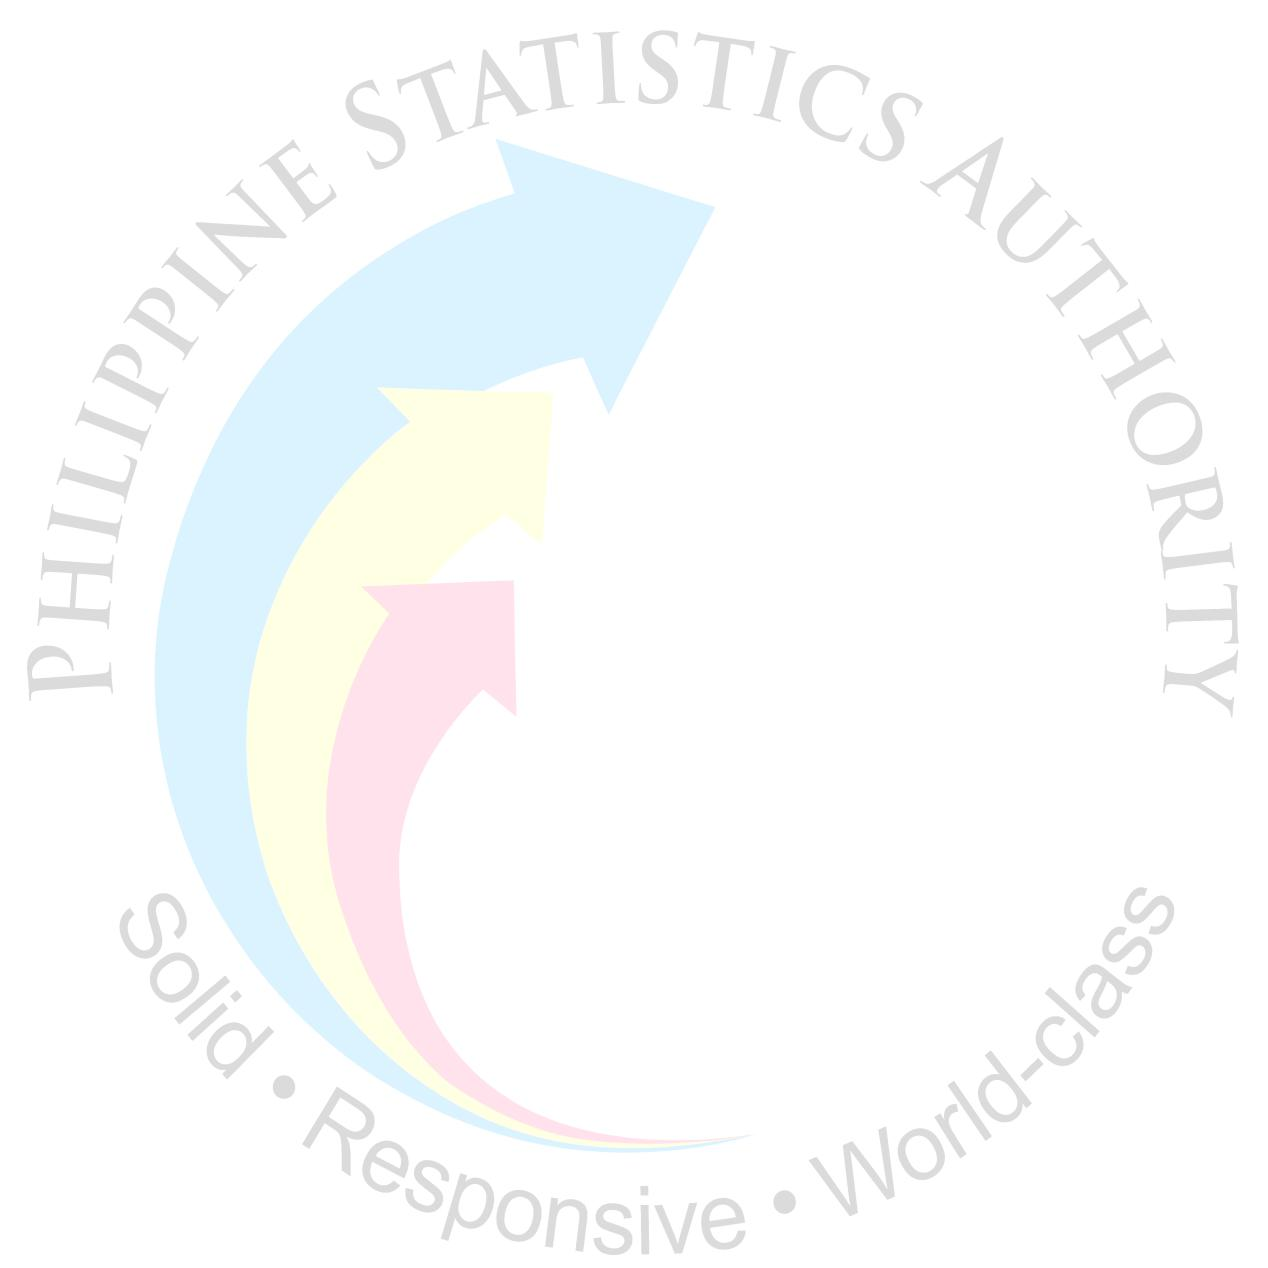 PHILIPPINE STATISTICS AUTHORITY
Solid • Responsive • World-class